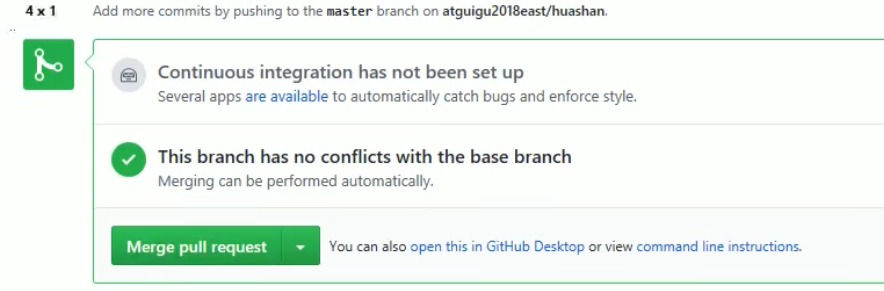 4 x 1 Add more commits by pushing to the master branch on atguigu2018east/huashan.
..
Continuous integration has not been set up
Several apps are available to automatically catch bugs and enforce style.
This branch has no conflicts with the base branch
Merging can be performed automatically.
Merge pull request You can also open this in GitHub Desktop or view command line instructions.